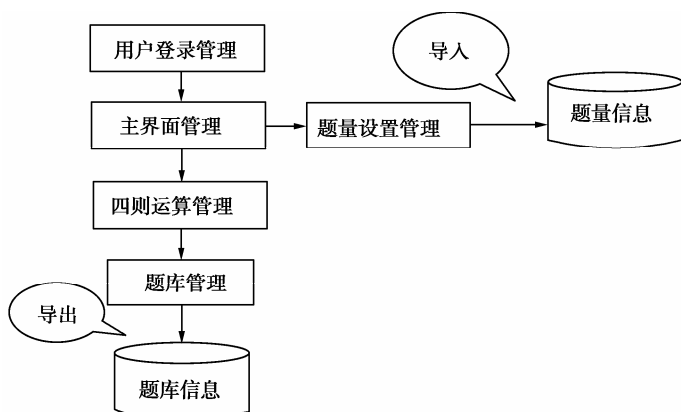 用户登录管理
导入
主界面管理
题量设置管理
题量信息
四则运算管理
题库管理
导出
题库信息